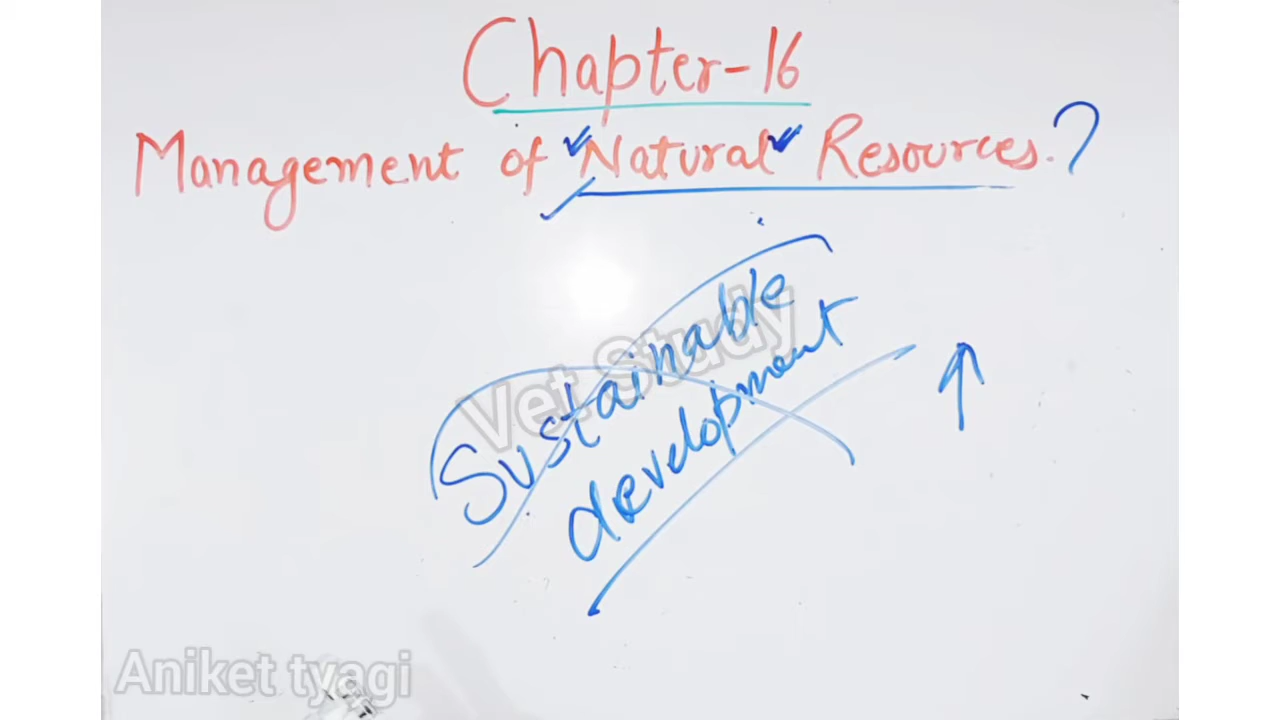 Chapter-16
Management of Natural Resources.?
Sustainable
development
Vet Study
Aniket tyagi